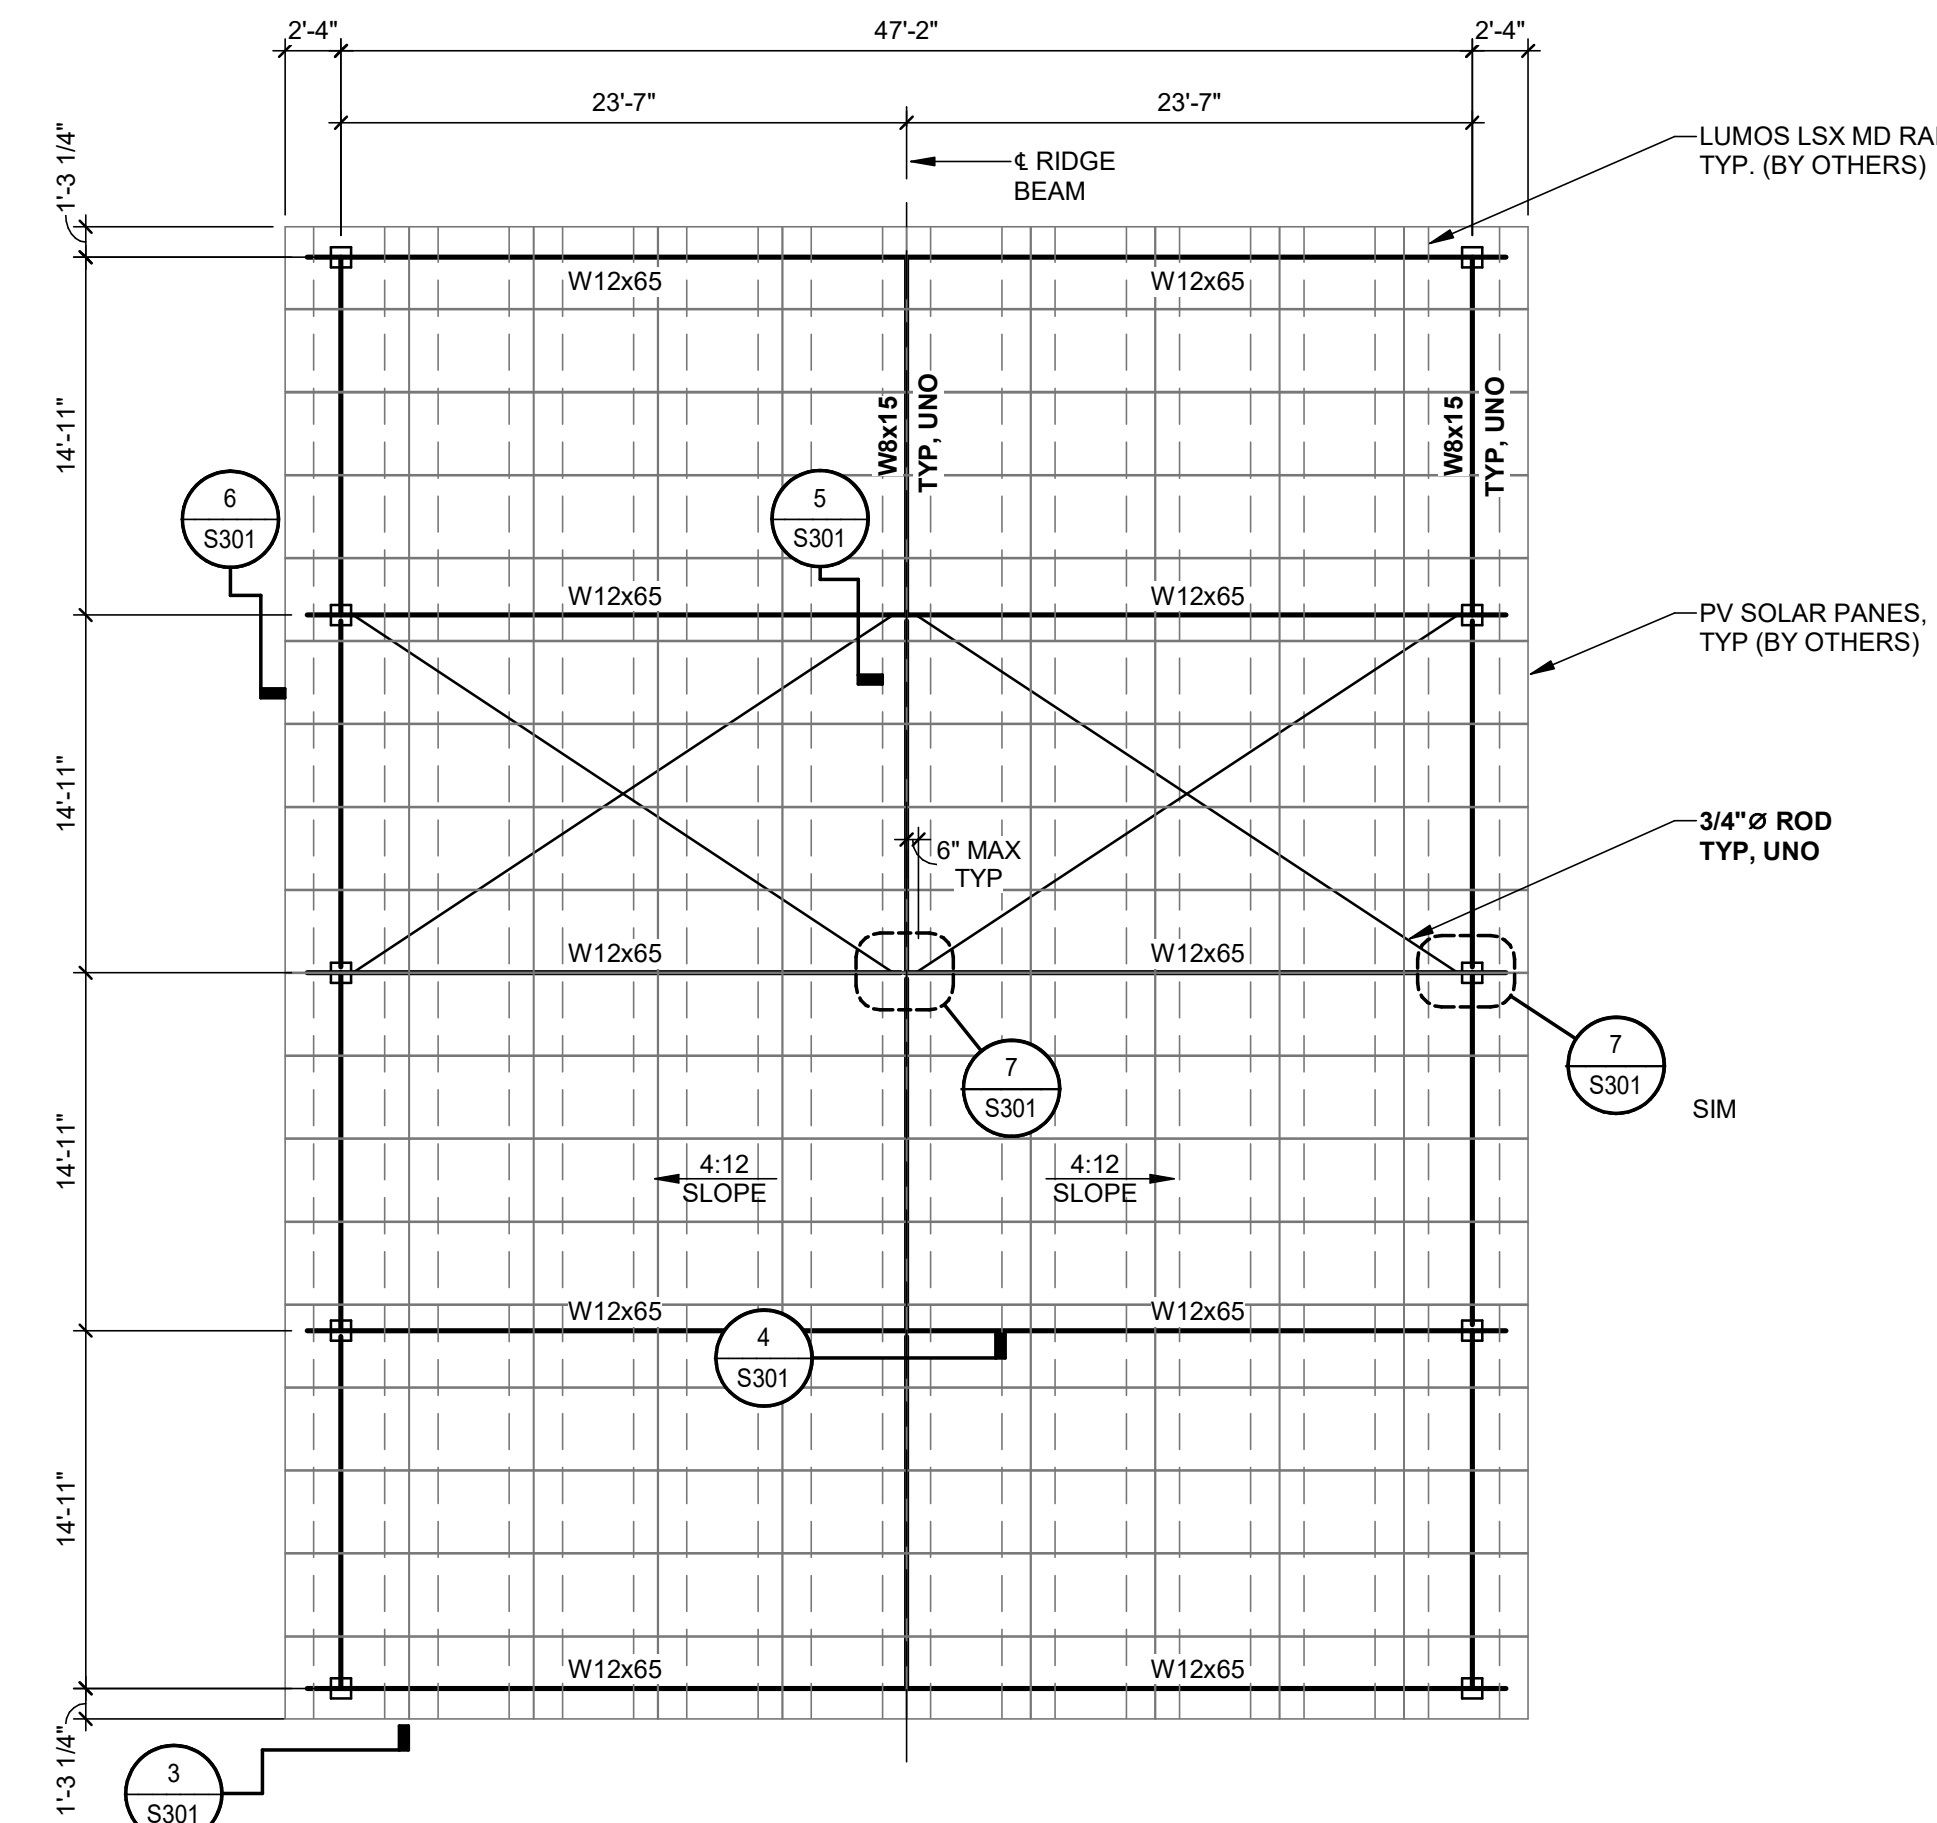 2'-4"
47'-2"
2'-4"
23'-7"
23'-7"
1'-3 1/4"
℄ RIDGE
BEAM
LUMOS LSX MD
TYP. (BY OTHERS)
W12x65
W12x65
14'-11"
W8x15
TYP, UNO
W8x15
TYP, UNO
6
S301
5
S301
W12x65
W12x65
PV SOLAR PANES,
TYP (BY OTHERS)
14'-11"
3/4"Ø ROD
TYP, UNO
6" MAX
TYP
W12x65
W12x65
7
S301
7
S301
SIM
14'-11"
4:12
SLOPE
4:12
SLOPE
W12x65
W12x65
4
S301
14'-11"
W12x65
W12x65
1'-3 1/4"
3
S301